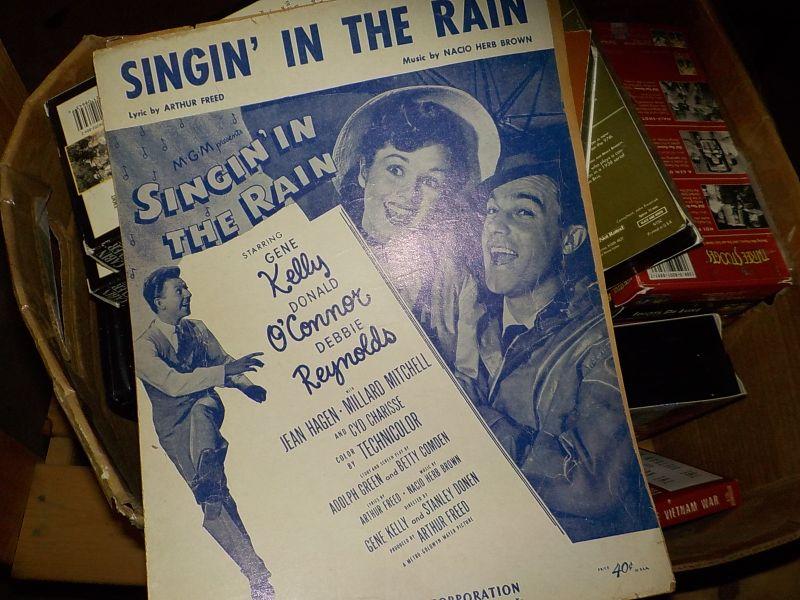 SINGIN' IN THE RAIN
Lyric by ARTHUR FREED
Music by NACIO HERB BROWN
MGM presents
SINGIN' IN
THE RAIN
STARRING
GENE
Kelly
DONALD
O'Connor
DEBBIE
Reynolds
WITH
JEAN HAGEN · MILLARD MITCHELL
AND CYD CHARISSE
COLOR BY TECHNICOLOR
STORY AND SCREEN PLAY BY
ADOLPH GREEN and BETTY COMDEN
LYRICS BY ARTHUR FREED · MUSIC BY NACIO HERB BROWN
DIRECTED BY
GENE KELLY and STANLEY DONEN
PRODUCED BY ARTHUR FREED
A METRO GOLDWYN MAYER PICTURE
PRICE 40¢ IN U.S.A.
VIETNAM WAR